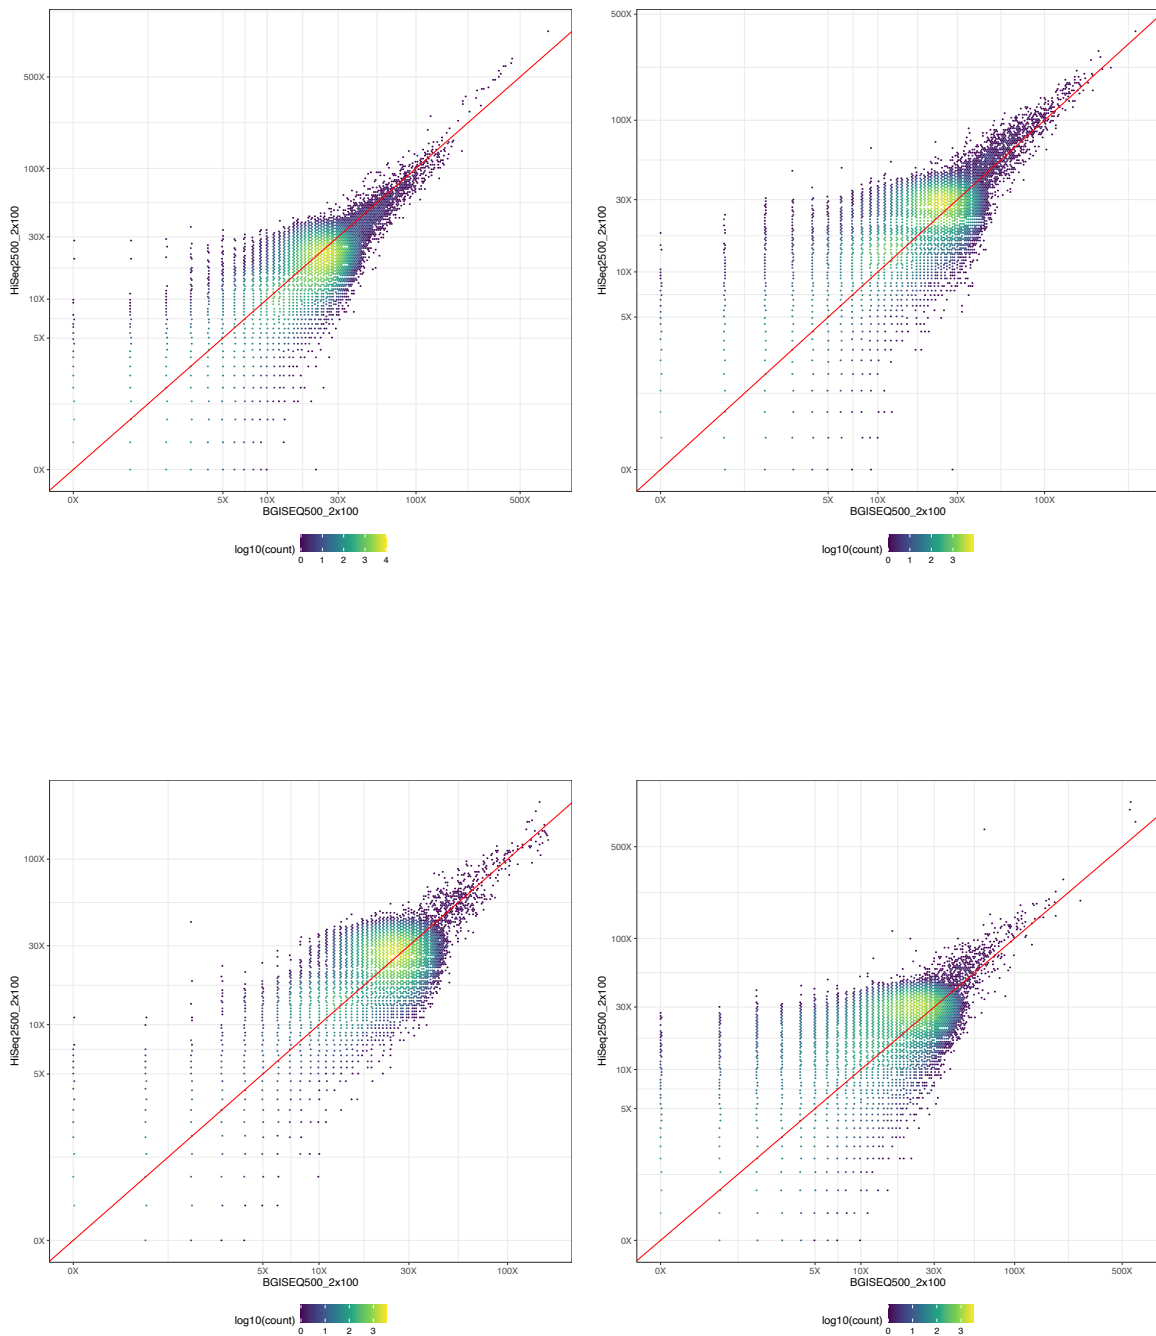 500X
100X
30X
10X
5X
0X
HiSeq2500_2x100
0X 5X 10X 30X 100X 500X
BGISEQ500_2x100
log10(count)
0 1 2 3 4
500X
100X
30X
10X
5X
0X
HiSeq2500_2x100
0X 5X 10X 30X 100X
BGISEQ500_2x100
log10(count)
0 1 2 3
100X
30X
10X
5X
0X
HiSeq2500_2x100
0X 5X 10X 30X 100X
BGISEQ500_2x100
log10(count)
0 1 2 3
500X
100X
30X
10X
5X
0X
HiSeq2500_2x100
0X 5X 10X 30X 100X 500X
BGISEQ500_2x100
log10(count)
0 1 2 3